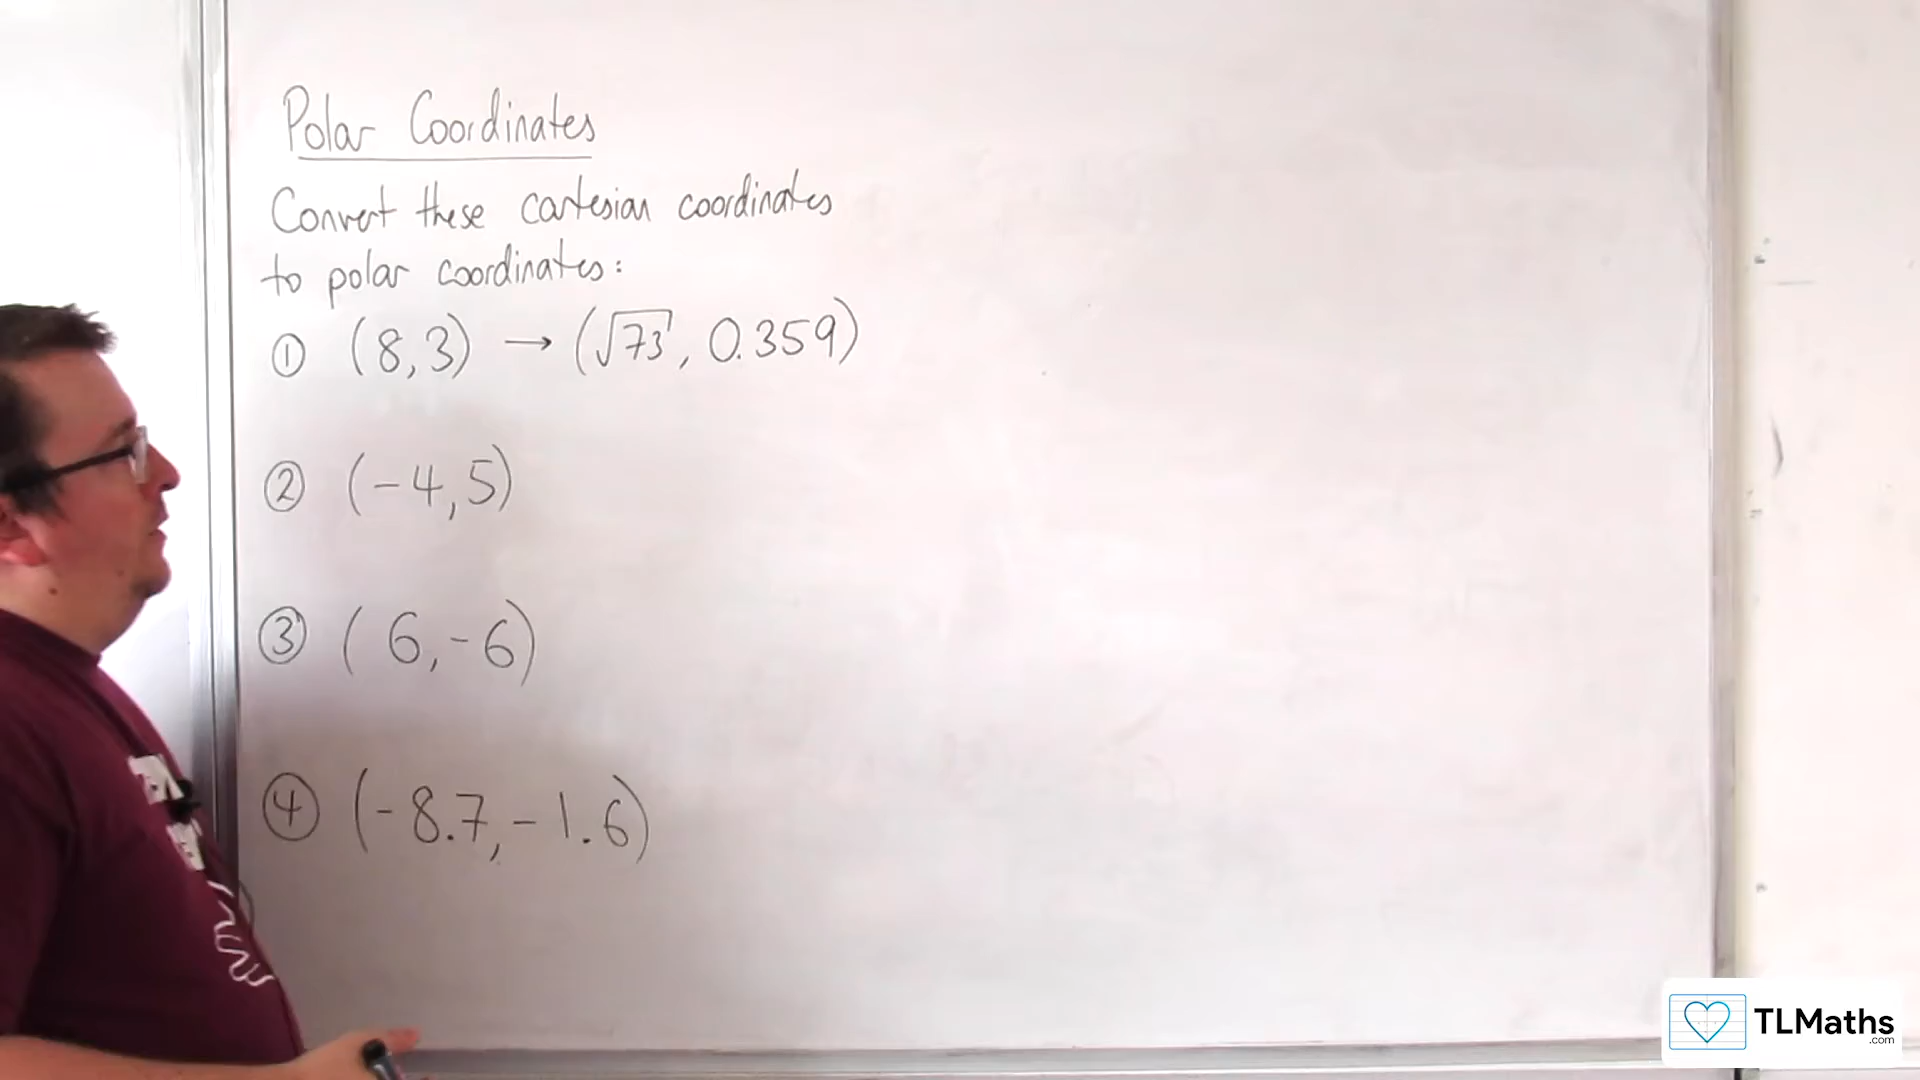 Polar Coordinates
Convert these cartesian coordinates
to polar coordinates:
① (8,3) → (√73, 0.359)
② (-4,5)
③ (6,-6)
④ (-8.7,-1.6)
TLMaths
.com